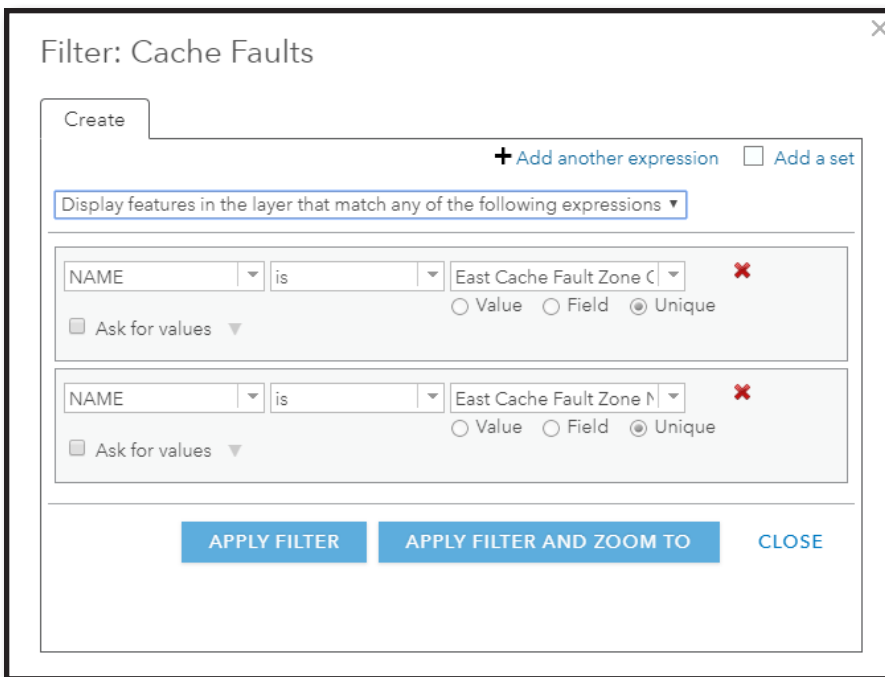 Filter: Cache Faults
Create
+ Add another expression Add a set
Display features in the layer that match any of the following expressions
NAME is East Cache Fault Zone
Value Field Unique
Ask for values
NAME is East Cache Fault Zone
Value Field Unique
Ask for values
APPLY FILTER APPLY FILTER AND ZOOM TO CLOSE